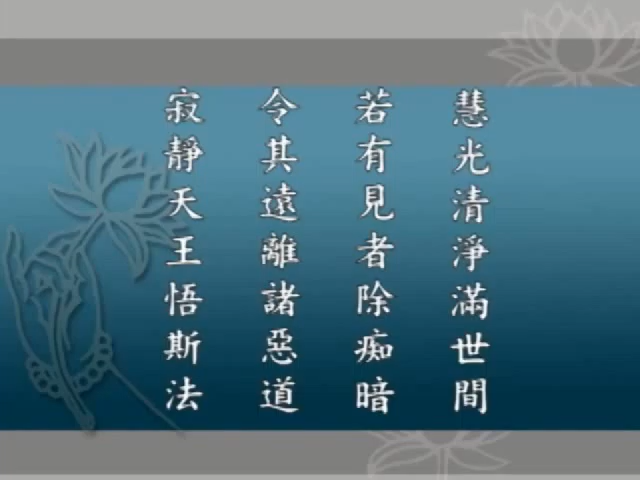 慧光清淨滿世間
若有見者除痴暗
令其遠離諸惡道
寂靜天王悟斯法